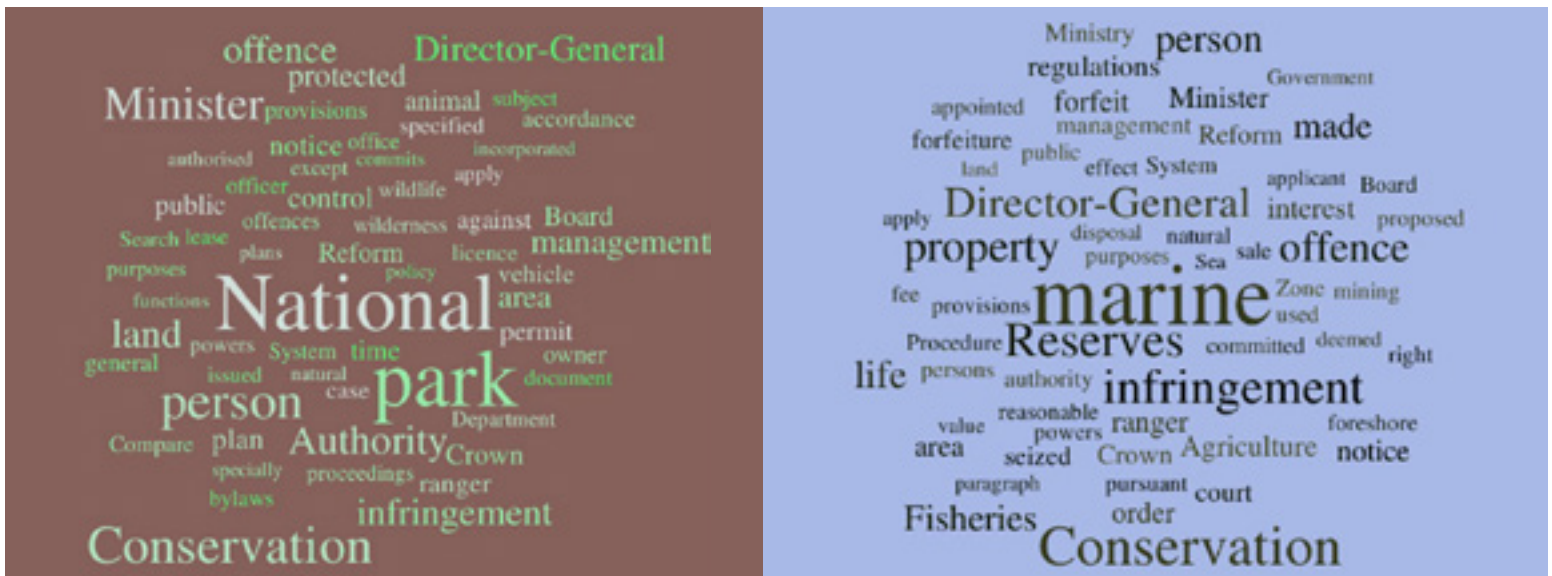 offence Director-General
protected
Minister provisions animal subject
specified accordance
notice office
authorised except commits incorporated
officer control wildlife apply
public offences wilderness against Board
Search lease plans Reform licence management
purposes policy vehicle
functions National area
land powers System time permit
general issued natural park owner
case document
person Department
Compare plan Authority Crown
specially proceedings ranger
bylaws infringement
Conservation
Ministry person
regulations Government
appointed forfeit Minister
forfeiture management Reform made
land public effect System
applicant Board
apply Director-General interest proposed
property disposal natural sale offence
purposes Sea
fee provisions marine Zone mining
used
Procedure Reserves committed deemed right
life persons authority infringement
value reasonable ranger foreshore
powers
area seized Crown Agriculture notice
paragraph pursuant court
Fisheries order
Conservation